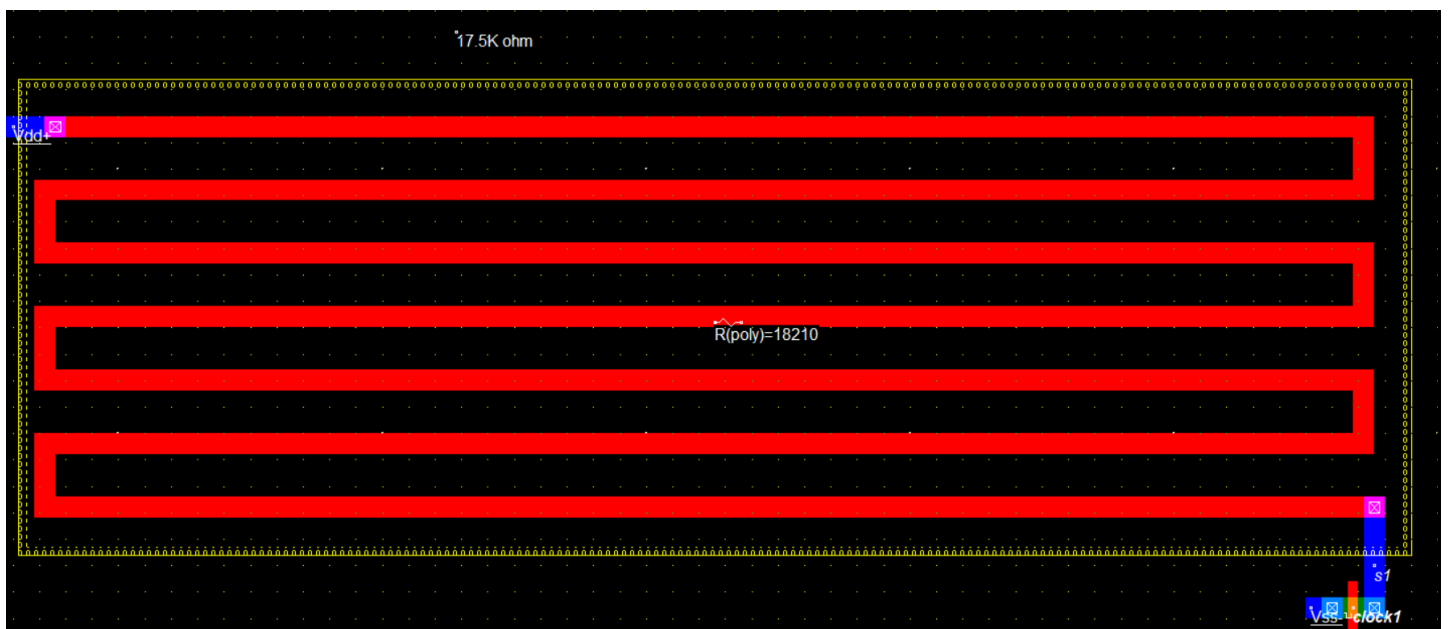 17.5K ohm
Vdd+
R(poly)=18210
s1
Vss-
clock1